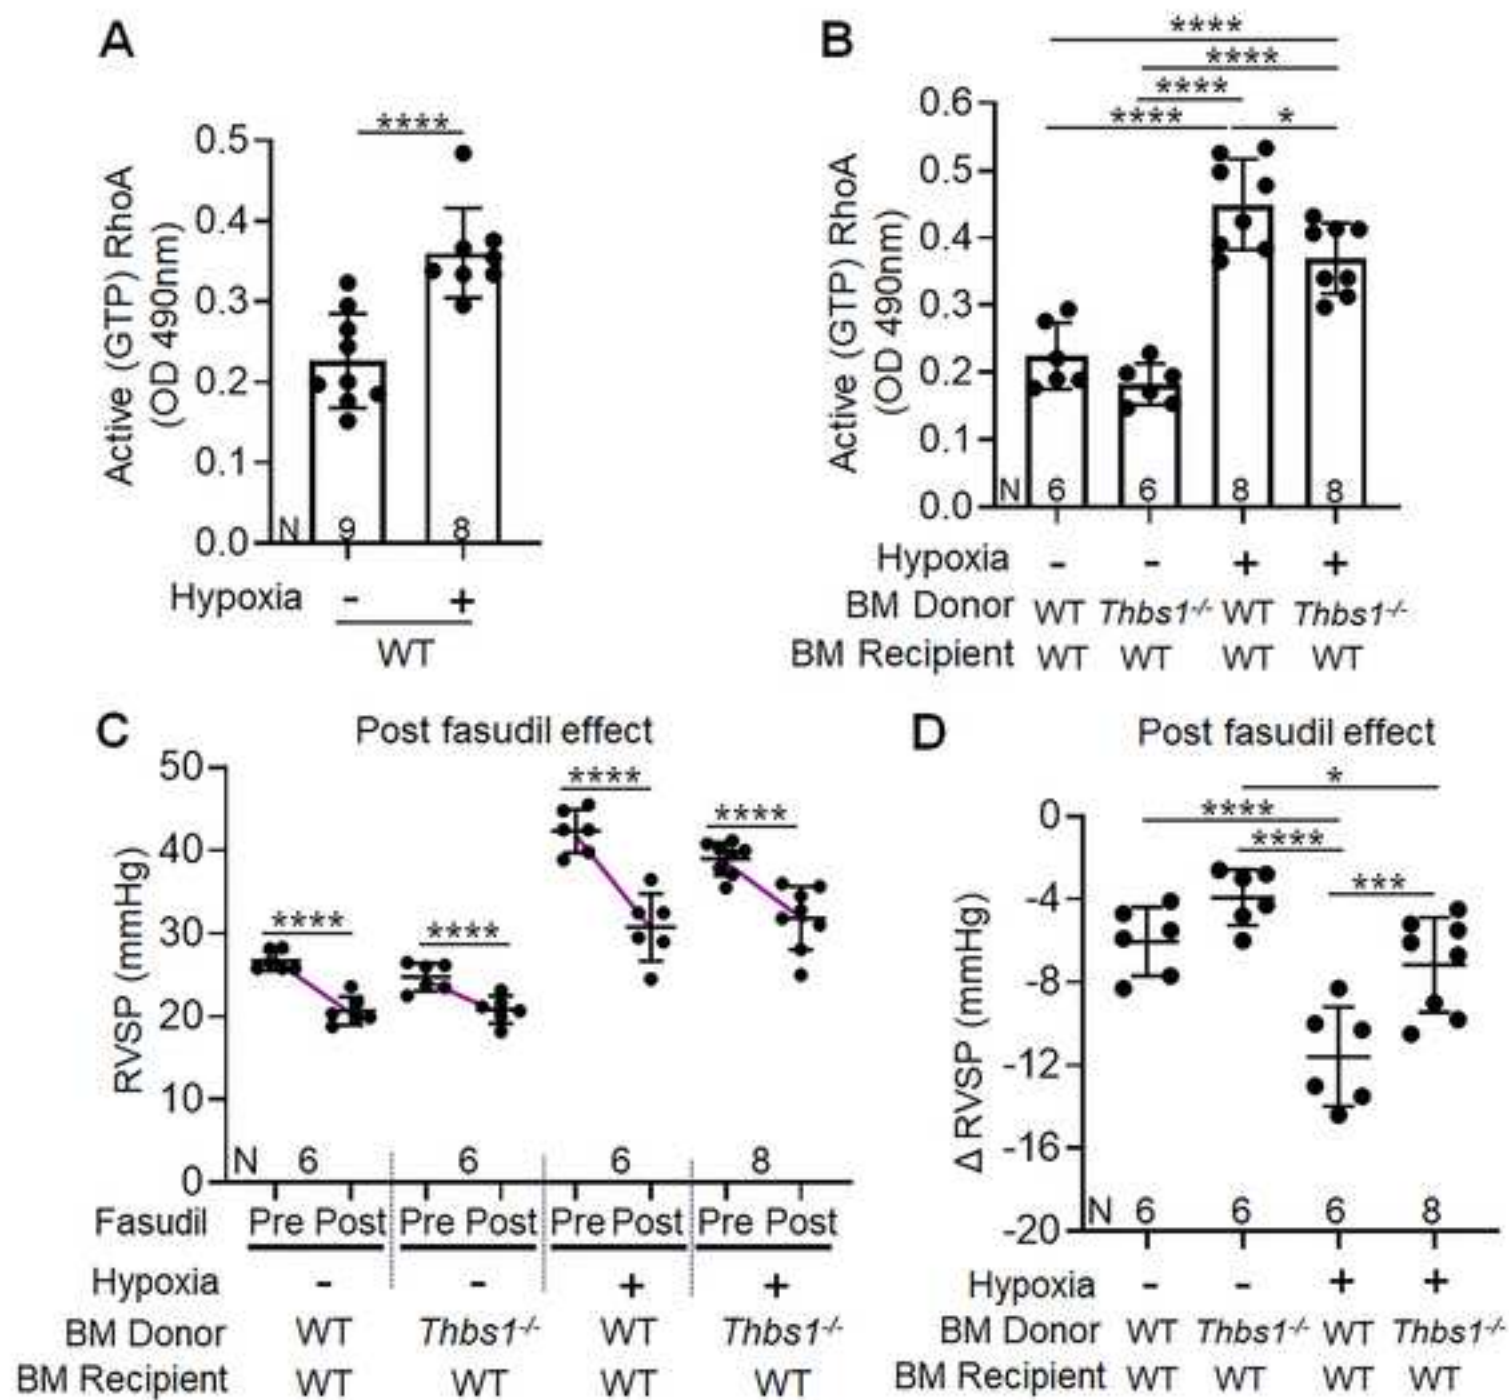 A
****
0.5
0.4
0.3
0.2
0.1
0.0
Active (GTP) RhoA
(OD 490nm)
N 9 8
Hypoxia - +
WT
B
****
****
****
**** *
0.6
0.5
0.4
0.3
0.2
0.1
0.0
Active (GTP) RhoA
(OD 490nm)
N 6 6 8 8
Hypoxia - - + +
BM Donor WT Thbs1-/- WT Thbs1-/-
BM Recipient WT WT WT WT
C
Post fasudil effect
50
40
30
20
10
0
RVSP (mmHg)
**** **** **** ****
N 6 6 6 8
Fasudil Pre Post Pre Post Pre Post Pre Post
Hypoxia - - + +
BM Donor WT Thbs1-/- WT Thbs1-/-
BM Recipient WT WT WT WT
D
Post fasudil effect
*
****
****
***
0
-4
-8
-12
-16
-20
Δ RVSP (mmHg)
N 6 6 6 8
Hypoxia - - + +
BM Donor WT Thbs1-/- WT Thbs1-/-
BM Recipient WT WT WT WT